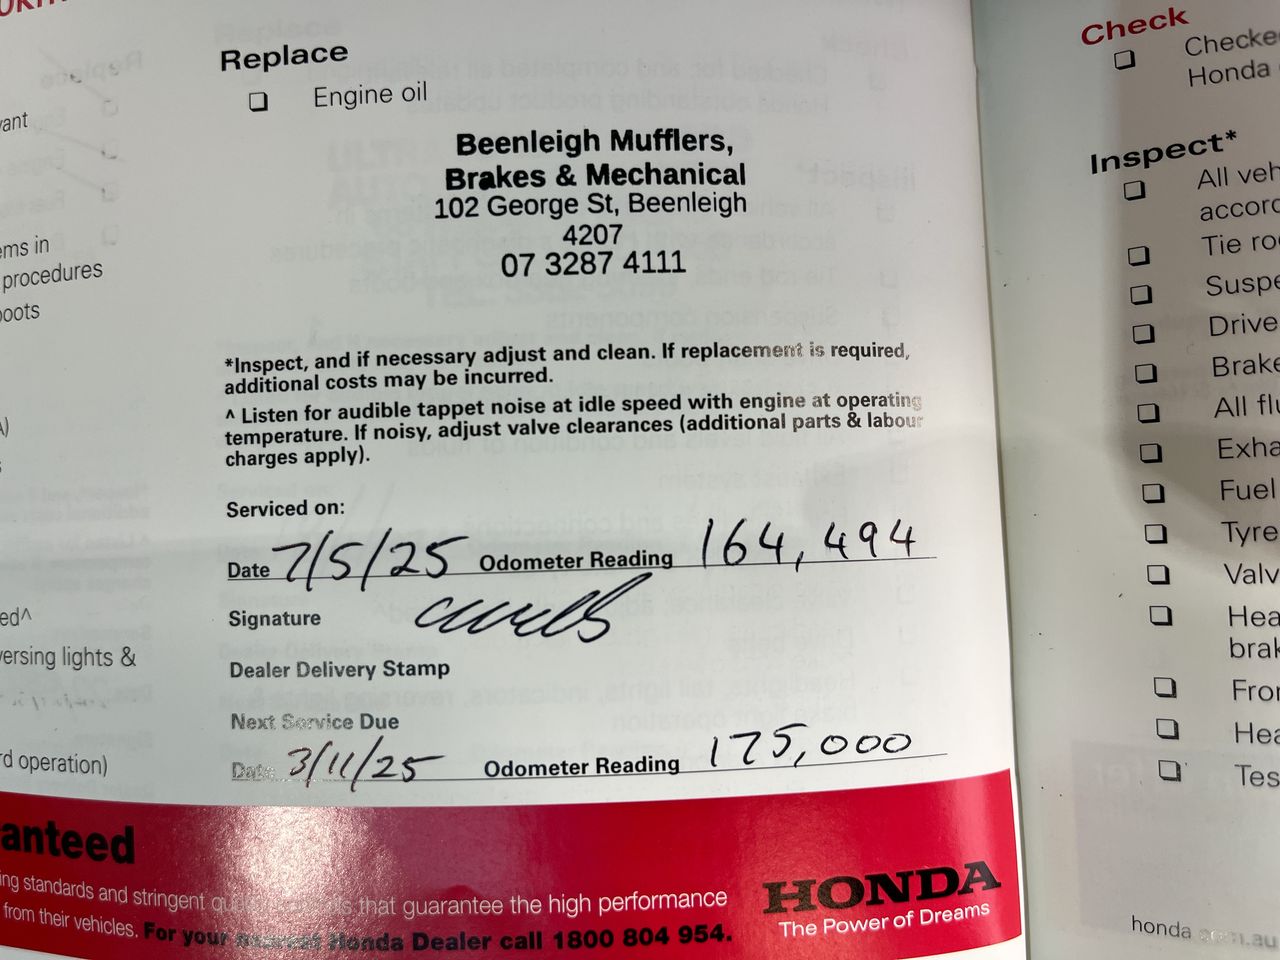 Replace
Engine oil
Beenleigh Mufflers,
Brakes & Mechanical
102 George St, Beenleigh
4207
07 3287 4111
*Inspect, and if necessary adjust and clean. If replacement is required,
additional costs may be incurred.
^ Listen for audible tappet noise at idle speed with engine at operating
temperature. If noisy, adjust valve clearances (additional parts & labour
charges apply).
Serviced on:
Date 7/5/25 Odometer Reading 164,494
Signature
Dealer Delivery Stamp
Next Service Due
Date 3/11/25 Odometer Reading 175,000
ems in
procedures
oots
ed^
ersing lights &
rd operation)
anteed
ing standards and stringent that guarantee the high performance
from their vehicles. For your nearest Honda Dealer call 1800 804 954.
HONDA
The Power of Dreams
Check
Checke
Honda
Inspect*
All veh
accord
Tie ro
Suspe
Drive
Brake
All flu
Exha
Fuel
Tyre
Valv
Hea
brak
Fron
Hea
Tes
honda.com.au